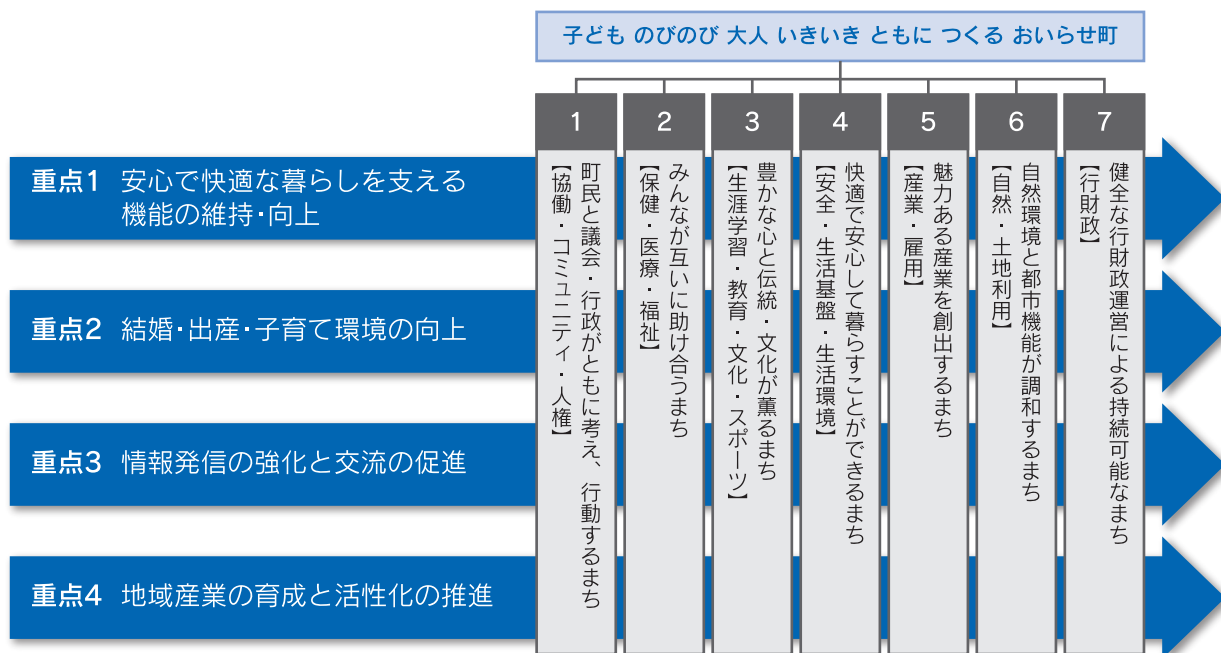 子ども のびのび 大人 いきいき ともに つくる おいらせ町
1
町民と議会・行政がともに考え、行動するまち
【協働・コミュニティ・人権】
2
みんなが互いに助け合うまち
【保健・医療・福祉】
3
豊かな心と伝統・文化が薫るまち
【生涯学習・教育・文化・スポーツ】
4
快適で安心して暮らすことができるまち
【安全・生活基盤・生活環境】
5
魅力ある産業を創出するまち
【産業・雇用】
6
自然環境と都市機能が調和するまち
【自然・土地利用】
7
健全な行財政運営による持続可能なまち
【行財政】
重点1 安心で快適な暮らしを支える
機能の維持・向上
重点2 結婚・出産・子育て環境の向上
重点3 情報発信の強化と交流の促進
重点4 地域産業の育成と活性化の推進